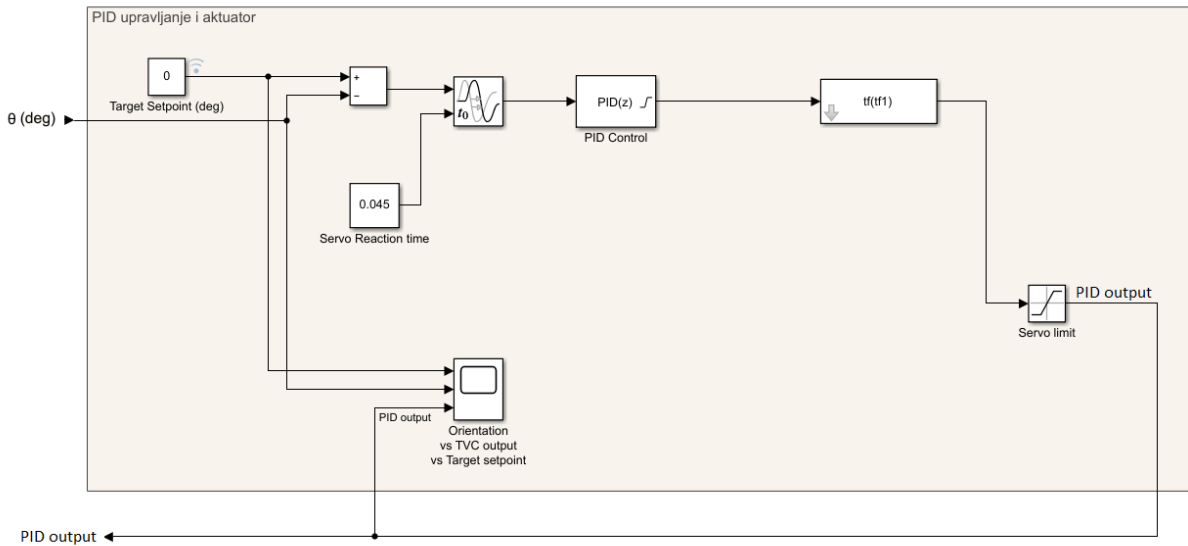 PID upravljanje i aktuator
0
Target Setpoint (deg)
θ (deg)
+
−
t₀
PID(z)
PID Control
tf(tf1)
0.045
Servo Reaction time
PID output
Servo limit
PID output
Orientation
vs TVC output
vs Target setpoint
PID output